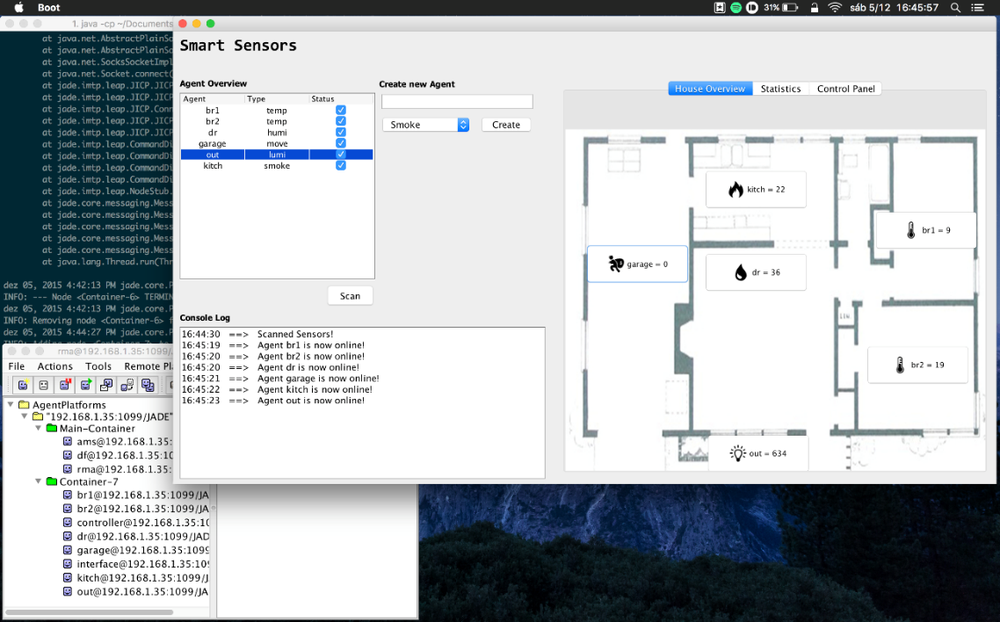 Boot
31%
sáb 5/12 16:45:57
1. java -cp ~/Documents
at java.net.AbstractPlainSo
at java.net.AbstractPlainSo
at java.net.SocksSocketImpl
at java.net.Socket.connect(
at jade.imtp.leap.JICP.JICP
at jade.imtp.leap.JICP.JICP
at jade.imtp.leap.JICP.Conn
at jade.imtp.leap.JICP.JICP
at jade.imtp.leap.JICP.JICP
at jade.imtp.leap.CommandDi
at jade.imtp.leap.CommandDi
at jade.imtp.leap.CommandDi
at jade.imtp.leap.CommandDi
at jade.imtp.leap.NodeStub.
at jade.core.messaging.Mess
at jade.core.messaging.Mess
at jade.core.messaging.Mess
at jade.core.messaging.Mess
at jade.core.messaging.Mess
at java.lang.Thread.run(Thr
dez 05, 2015 4:42:13 PM jade.core.P
INFO: --- Node <Container-6> TERMIN
dez 05, 2015 4:42:13 PM jade.core.P
INFO: Removing node <Container-6> f
dez 05, 2015 4:44:27 PM jade.core.P
Smart Sensors
Agent Overview
Agent Type Status
br1 temp
br2 temp
dr humi
garage move
out lumi
kitch smoke
Scan
Create new Agent
Smoke Create
Console Log
16:44:30 ==> Scanned Sensors!
16:45:19 ==> Agent br1 is now online!
16:45:20 ==> Agent br2 is now online!
16:45:20 ==> Agent dr is now online!
16:45:21 ==> Agent garage is now online!
16:45:22 ==> Agent kitch is now online!
16:45:23 ==> Agent out is now online!
House Overview Statistics Control Panel
kitch = 22
br1 = 9
garage = 0
dr = 36
br2 = 19
out = 634
rma@192.168.1.35:1099/
File Actions Tools Remote Pl
AgentPlatforms
"192.168.1.35:1099/JADE"
Main-Container
ams@192.168.1.35:
df@192.168.1.35:10
rma@192.168.1.35:
Container-7
br1@192.168.1.35:1099/JA
br2@192.168.1.35:1099/JA
controller@192.168.1.35:
dr@192.168.1.35:1099/JAD
garage@192.168.1.35:109
interface@192.168.1.35:1
kitch@192.168.1.35:1099/J
out@192.168.1.35:1099/JA